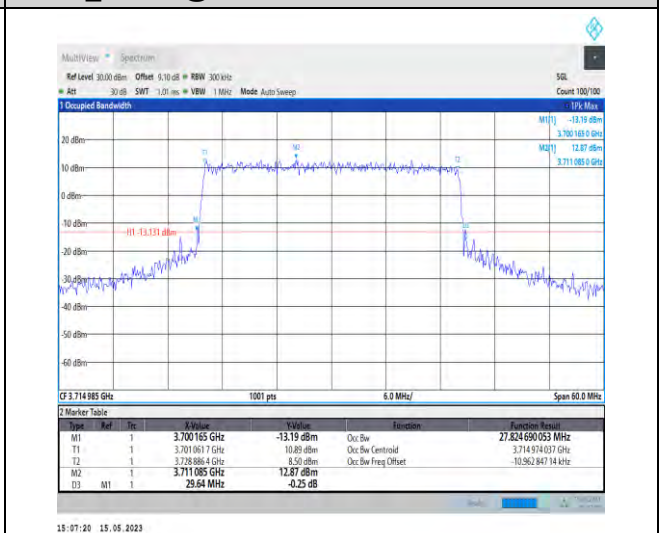 MultiView Spectrum
Ref Level 30.00 dBm Offset 9.10 dB RBW 300 kHz SGL
Att 30 dB SWT 1.01 ms VBW 1 MHz Mode Auto Sweep Count 100/100
1 Occupied Bandwidth 1Pk Max
M1[1] -13.19 dBm
3.700 165 0 GHz
M2[1] 12.87 dBm
3.711 085 0 GHz
20 dBm
M2
T1
T2
10 dBm
0 dBm
-10 dBm
H1 -13.131 dBm
-20 dBm
-30 dBm
-40 dBm
-50 dBm
-60 dBm
CF 3.714 985 GHz 1001 pts 6.0 MHz/ Span 60.0 MHz
2 Marker Table
Type Ref Trc X-Value Y-Value Function Function Result
M1 1 3.700165 GHz -13.19 dBm Occ Bw 27.824 690 053 MHz
T1 1 3.701 061 7 GHz 10.89 dBm Occ Bw Centroid 3.714 974 037 GHz
T2 1 3.728 886 4 GHz 8.50 dBm Occ Bw Freq Offset -10.962 847 14 kHz
M2 1 3.711 085 GHz 12.87 dBm
D3 M1 1 29.64 MHz -0.25 dB
15:07:20 15.05.2023